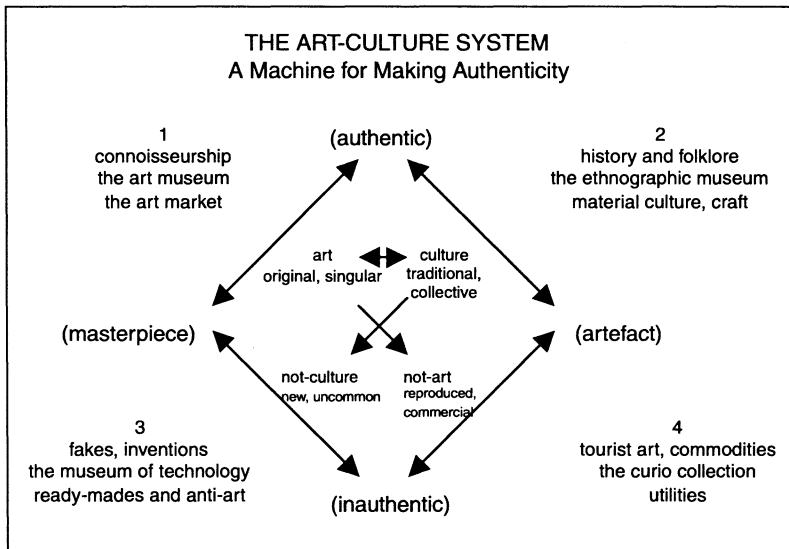 THE ART-CULTURE SYSTEM
A Machine for Making Authenticity
1
connoisseurship
the art museum
the art market
(authentic)
2
history and folklore
the ethnographic museum
material culture, craft
art
original, singular
culture
traditional,
collective
(masterpiece)
(artefact)
not-culture
new, uncommon
not-art
reproduced,
commercial
3
fakes, inventions
the museum of technology
ready-mades and anti-art
(inauthentic)
4
tourist art, commodities
the curio collection
utilities